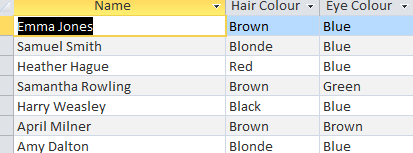 Name Hair Colour Eye Colour
Emma Jones Brown Blue
Samuel Smith Blonde Blue
Heather Hague Red Blue
Samantha Rowling Brown Green
Harry Weasley Black Blue
April Milner Brown Brown
Amy Dalton Blonde Blue